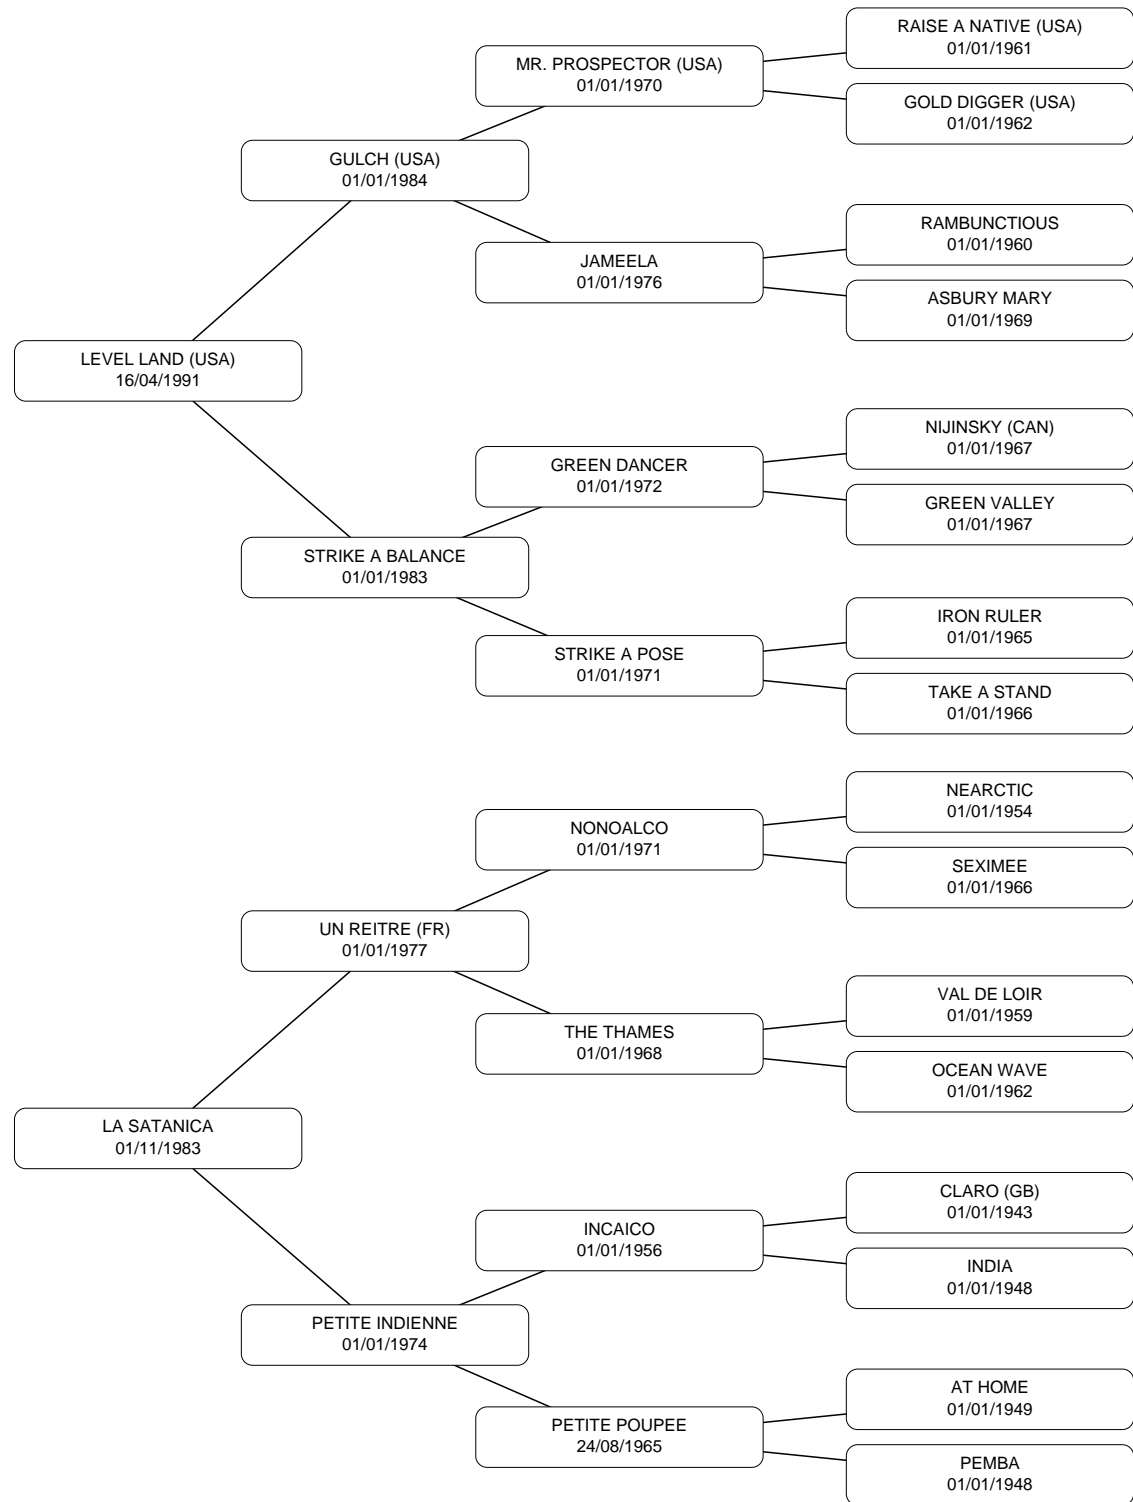 RAISE A NATIVE (USA)
01/01/1961
MR. PROSPECTOR (USA)
01/01/1970
GOLD DIGGER (USA)
01/01/1962
GULCH (USA)
01/01/1984
RAMBUNCTIOUS
01/01/1960
JAMEELA
01/01/1976
ASBURY MARY
01/01/1969
LEVEL LAND (USA)
16/04/1991
NIJINSKY (CAN)
01/01/1967
GREEN DANCER
01/01/1972
GREEN VALLEY
01/01/1967
STRIKE A BALANCE
01/01/1983
IRON RULER
01/01/1965
STRIKE A POSE
01/01/1971
TAKE A STAND
01/01/1966
NEARCTIC
01/01/1954
NONOALCO
01/01/1971
SEXIMEE
01/01/1966
UN REITRE (FR)
01/01/1977
VAL DE LOIR
01/01/1959
THE THAMES
01/01/1968
OCEAN WAVE
01/01/1962
LA SATANICA
01/11/1983
CLARO (GB)
01/01/1943
INCAICO
01/01/1956
INDIA
01/01/1948
PETITE INDIENNE
01/01/1974
AT HOME
01/01/1949
PETITE POUPEE
24/08/1965
PEMBA
01/01/1948